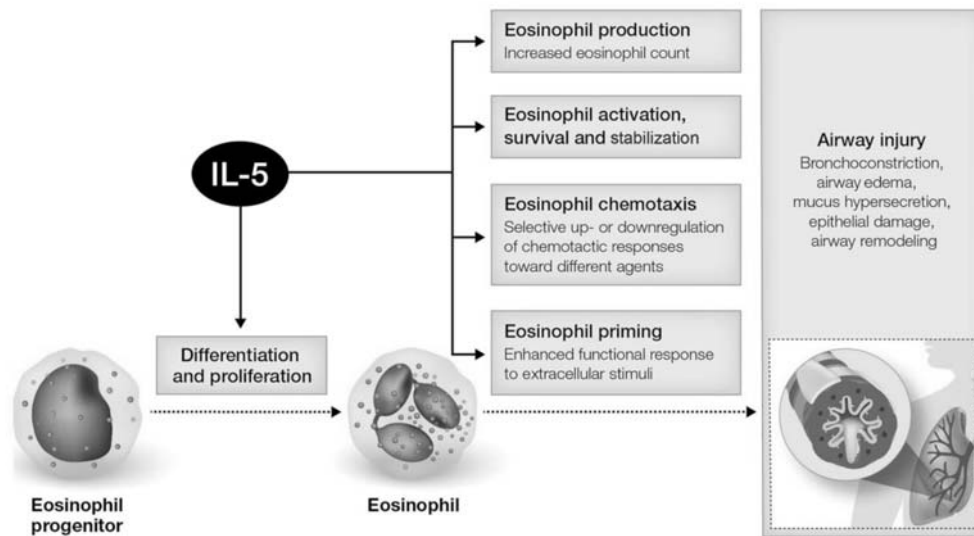 Eosinophil production
Increased eosinophil count
Eosinophil activation,
survival and stabilization
IL-5
Eosinophil chemotaxis
Selective up- or downregulation
of chemotactic responses
toward different agents
Eosinophil priming
Enhanced functional response
to extracellular stimuli
Differentiation
and proliferation
Airway injury
Bronchoconstriction,
airway edema,
mucus hypersecretion,
epithelial damage,
airway remodeling
Eosinophil
progenitor
Eosinophil